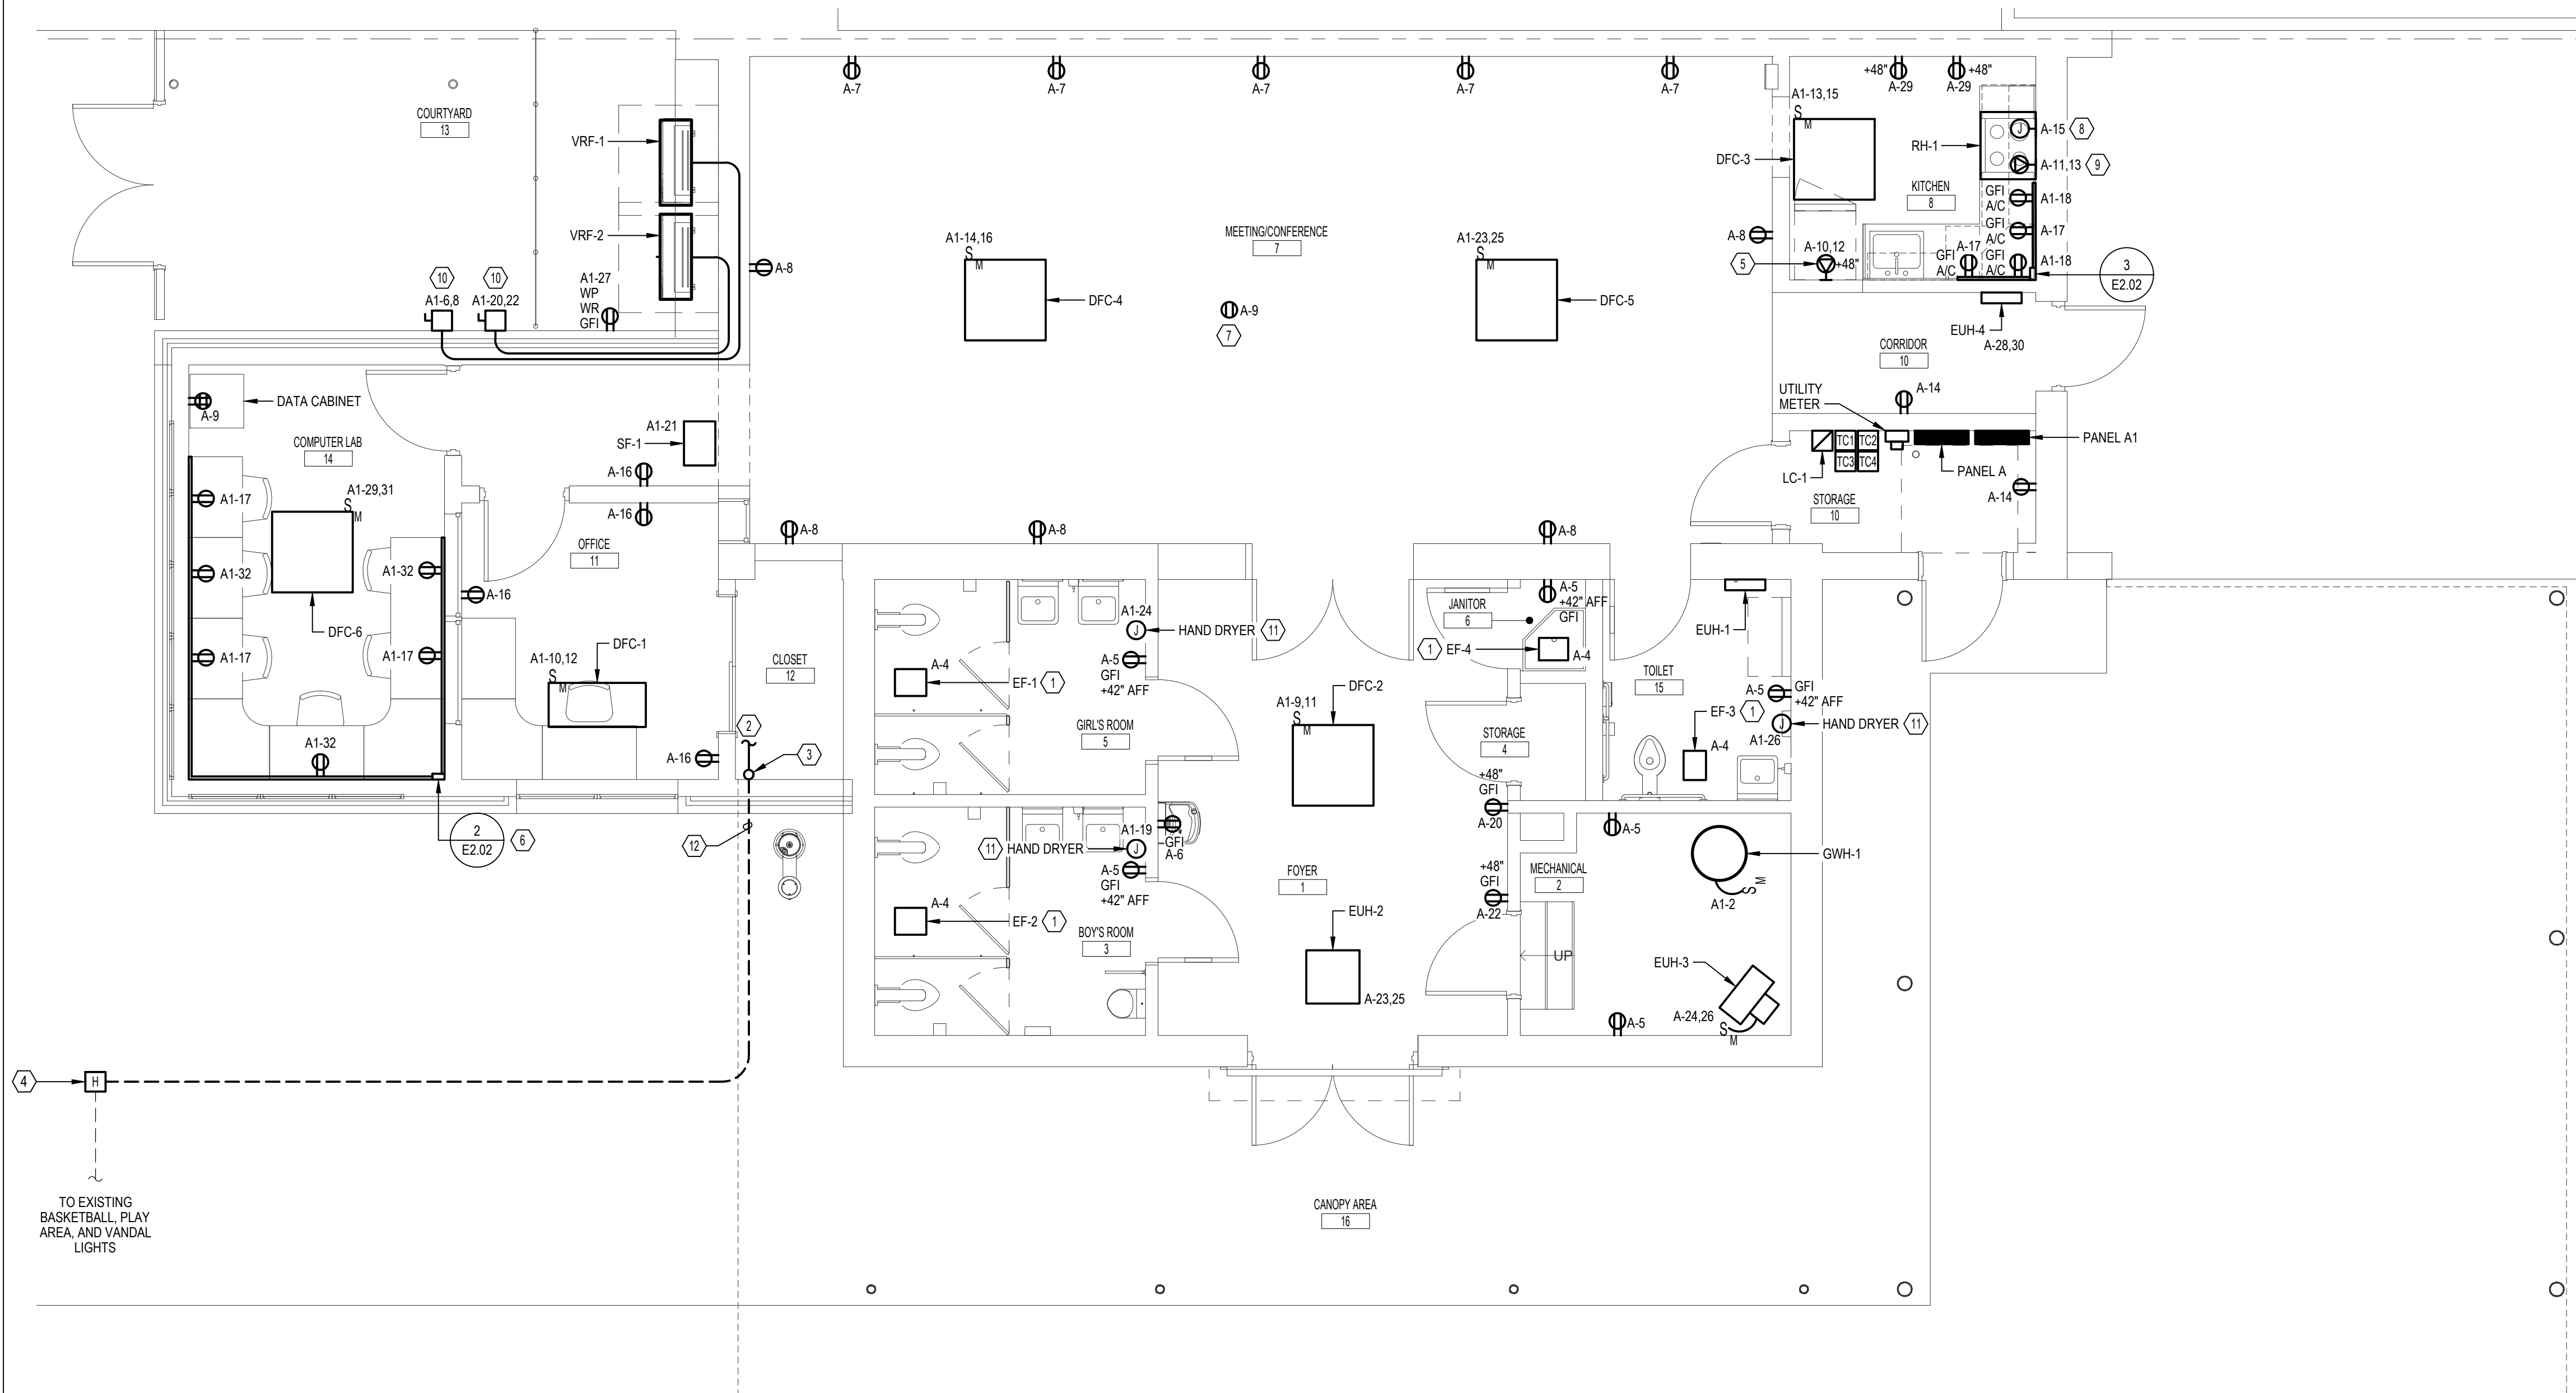 A-7
A-7
A-7
A-7
A-7
+48"
A-29
+48"
A-29
A1-13,15
S
M
DFC-3
COURTYARD
13
VRF-1
VRF-2
RH-1
J
A-15
8
A-11,13
9
KITCHEN
8
GFI
A/C
A1-18
GFI
A/C
A-17
A-17
GFI
A/C
GFI
A/C
A1-18
3
E2.02
A-8
A-10,12
+48"
5
MEETING/CONFERENCE
7
A1-14,16
S
M
DFC-4
A1-23,25
S
M
DFC-5
A-8
A-9
7
10
A1-6,8
10
A1-20,22
A1-27
WP
WR
GFI
EUH-4
A-28,30
CORRIDOR
10
A-14
UTILITY
METER
PANEL A1
PANEL A
TC1
TC2
TC3
TC4
LC-1
STORAGE
10
A-14
A-9
DATA CABINET
COMPUTER LAB
14
A1-21
SF-1
A-16
A-16
A1-17
A1-29,31
S
M
OFFICE
11
A-8
A-8
A-8
A1-32
A1-32
A-16
DFC-6
A1-17
A1-17
A1-10,12
S
M
DFC-1
CLOSET
12
A1-32
A-16
2
3
2
E2.02
6
12
A1-24
J
HAND DRYER
11
A-4
EF-1
1
A-5
GFI
+42" AFF
GIRL'S ROOM
5
JANITOR
6
A-5
+42" AFF
GFI
1
EF-4
A-4
EUH-1
TOILET
15
A-5
GFI
+42" AFF
EF-3
1
A-4
J
HAND DRYER
11
A1-26
A1-9,11
S
M
DFC-2
STORAGE
4
+48"
GFI
A-20
A1-19
11
HAND DRYER
J
GFI
A-6
A-5
GFI
+42" AFF
A-4
EF-2
1
BOY'S ROOM
3
FOYER
1
+48"
GFI
A-22
A-5
MECHANICAL
2
GWH-1
S
M
A1-2
EUH-2
A-23,25
UP
EUH-3
A-24,26
S
M
A-5
4
H
TO EXISTING
BASKETBALL, PLAY
AREA, AND VANDAL
LIGHTS
CANOPY AREA
16